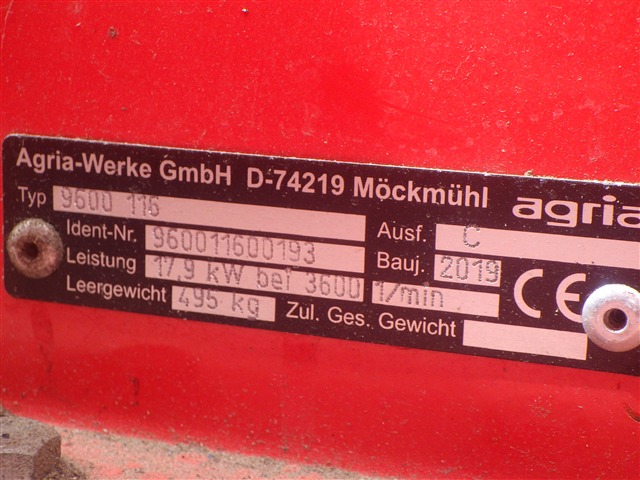 Agria-Werke GmbH D-74219 Möckmühl agria
Typ 9600 116
Ident-Nr. 960011600193 Ausf. C
Leistung 17,9 kW bei 3600 1/min Bauj. 2019
Leergewicht 495 kg Zul. Ges. Gewicht CE